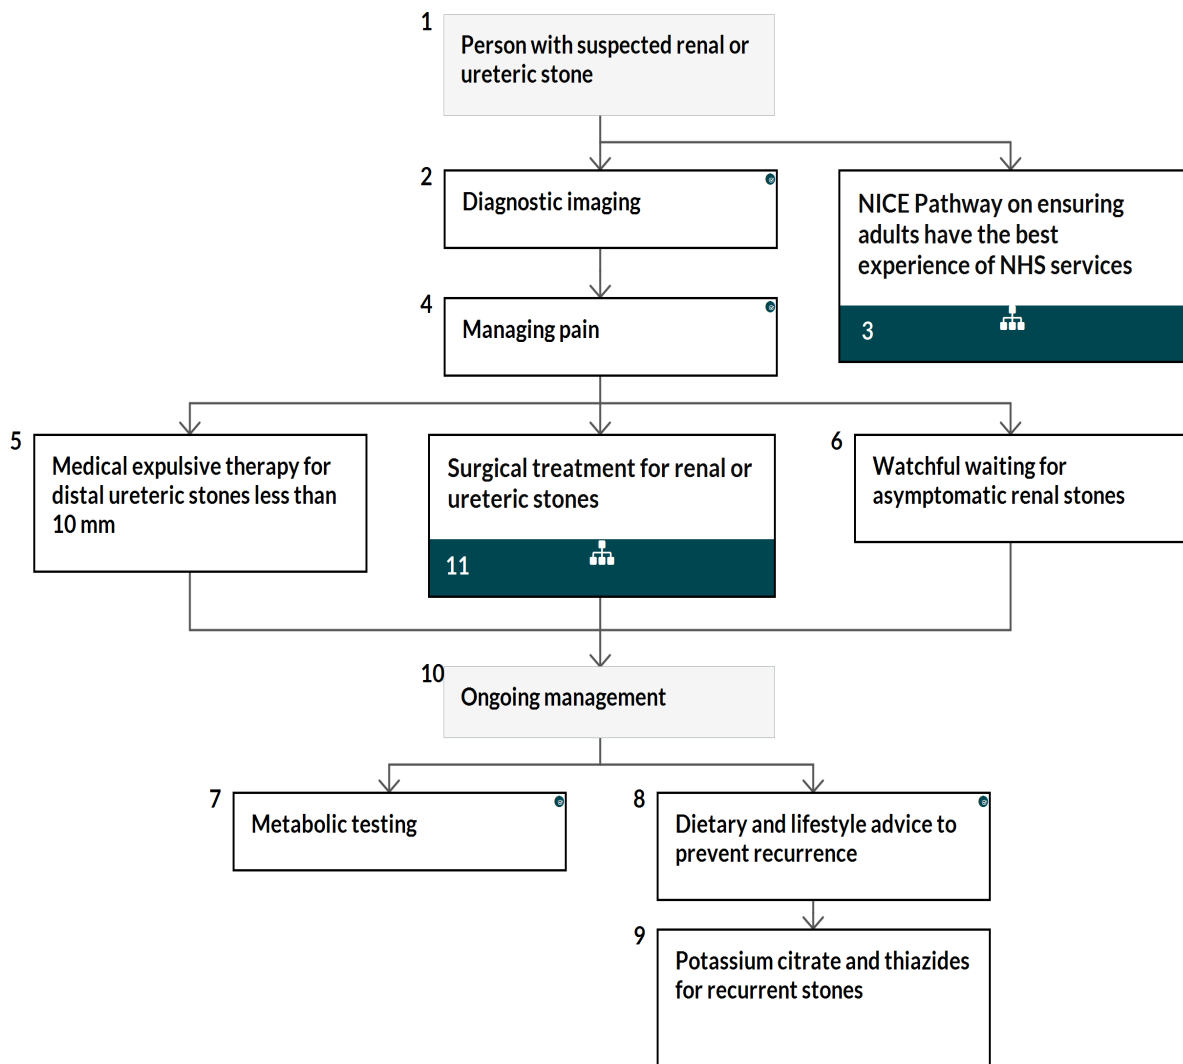 1
Person with suspected renal or
ureteric stone
2
Diagnostic imaging
NICE Pathway on ensuring
adults have the best
experience of NHS services
3
4
Managing pain
5
Medical expulsive therapy for
distal ureteric stones less than
10 mm
Surgical treatment for renal or
ureteric stones
11
6
Watchful waiting for
asymptomatic renal stones
10
Ongoing management
7
Metabolic testing
8
Dietary and lifestyle advice to
prevent recurrence
9
Potassium citrate and thiazides
for recurrent stones